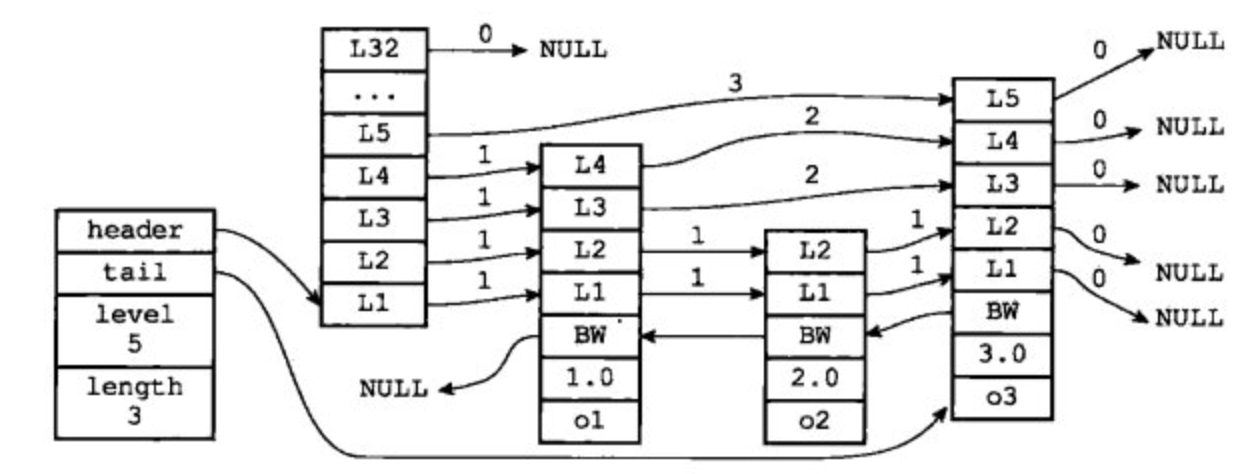 header
tail
level
5
length
3
L32
...
L5
L4
L3
L2
L1
0
NULL
3
1
1
1
1
L4
L3
L2
L1
BW
1.0
o1
NULL
2
2
1
1
L2
L1
BW
2.0
o2
1
1
L5
L4
L3
L2
L1
BW
3.0
o3
0
NULL
0
NULL
0
NULL
0
NULL
0
NULL